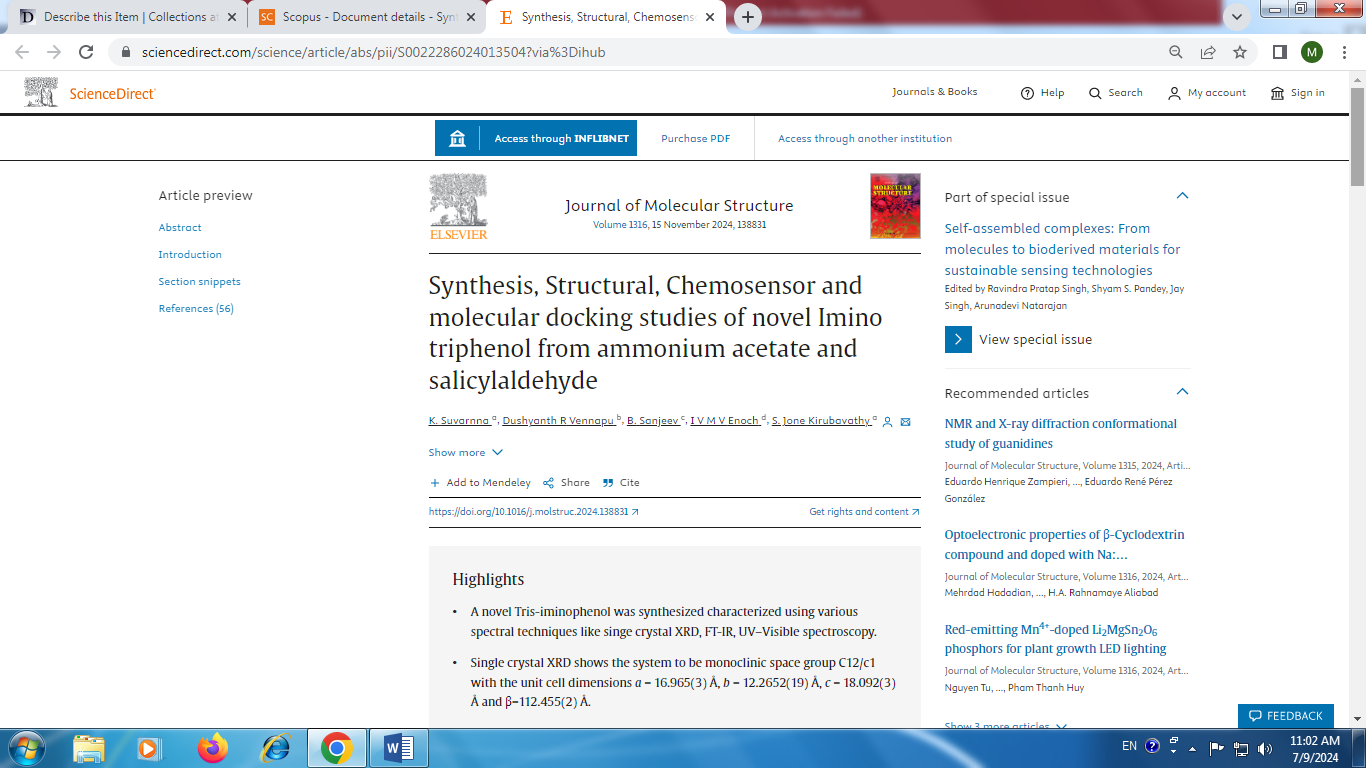 Describe this Item | Collections at
Scopus - Document details - Syn
Synthesis, Structural, Chemosens
sciencedirect.com/science/article/abs/pii/S0022286024013504?via%3Dihub
M
ScienceDirect
Journals & Books
Help
Search
My account
Sign in
Access through INFLIBNET
Purchase PDF
Access through another institution
Article preview
Abstract
Introduction
Section snippets
References (56)
ELSEVIER
Journal of Molecular Structure
Volume 1316, 15 November 2024, 138831
MOLECULAR
STRUCTURE
Synthesis, Structural, Chemosensor and
molecular docking studies of novel Imino
triphenol from ammonium acetate and
salicylaldehyde
K. Suvarnna a, Dushyanth R Vennapu b, B. Sanjeev c, I V M V Enoch d, S. Jone Kirubavathy a
Show more
Add to Mendeley
Share
Cite
https://doi.org/10.1016/j.molstruc.2024.138831
Get rights and content
Highlights
• A novel Tris-iminophenol was synthesized characterized using various
spectral techniques like singe crystal XRD, FT-IR, UV–Visible spectroscopy.
• Single crystal XRD shows the system to be monoclinic space group C12/c1
with the unit cell dimensions a = 16.965(3) Å, b = 12.2652(19) Å, c = 18.092(3)
Å and β=112.455(2) Å.
Part of special issue
Self-assembled complexes: From
molecules to bioderived materials for
sustainable sensing technologies
Edited by Ravindra Pratap Singh, Shyam S. Pandey, Jay
Singh, Arunadevi Natarajan
View special issue
Recommended articles
NMR and X-ray diffraction conformational
study of guanidines
Journal of Molecular Structure, Volume 1315, 2024, Arti...
Eduardo Henrique Zampieri, …, Eduardo René Pérez
González
Optoelectronic properties of β-Cyclodextrin
compound and doped with Na:…
Journal of Molecular Structure, Volume 1316, 2024, Art...
Mehrdad Hadadian, …, H.A. Rahnamaye Aliabad
Red-emitting Mn4+-doped Li2MgSn2O6
phosphors for plant growth LED lighting
Journal of Molecular Structure, Volume 1316, 2024, Art...
Nguyen Tu, …, Pham Thanh Huy
Show 3 more articles
FEEDBACK
EN
11:02 AM
7/9/2024